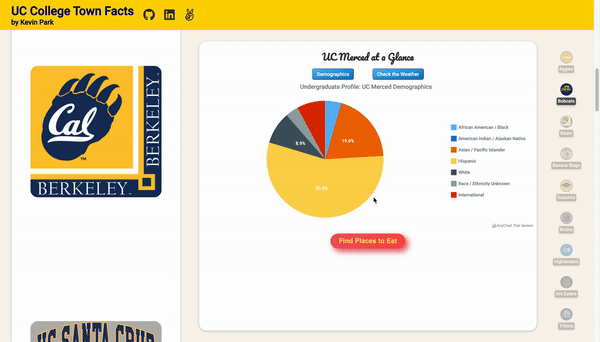 UC College Town Facts
by Kevin Park
Cal
BERKELEY
BERKELEY
UC SANTA CRUZ
UC Merced at a Glance
Demographics
Check the Weather
Undergraduate Profile: UC Merced Demographics
19.6%
8.9%
African American / Black
American Indian / Alaskan Native
Asian / Pacific Islander
Hispanic
White
Race / Ethnicity Unknown
International
AnyChart Trial Version
Find Places to Eat
Aggies
Bobcats
Bears
Banana Slugs
Gauchos
Bruins
Highlanders
Ant Eaters
Tritons